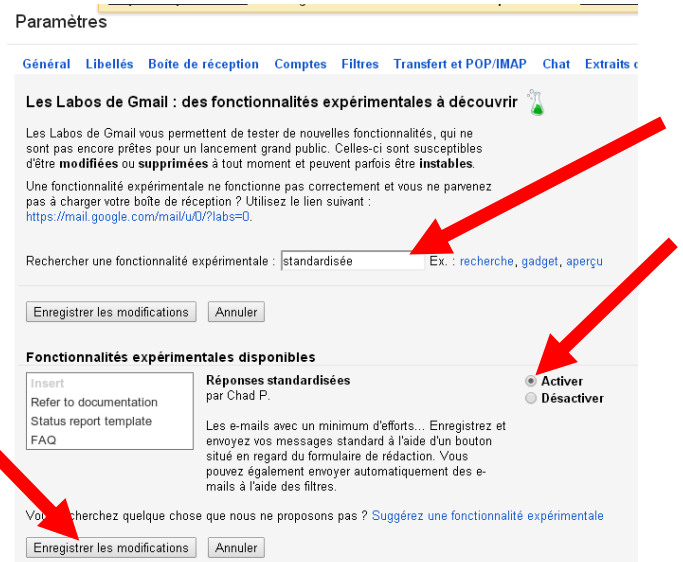 Paramètres
Général Libellés Boîte de réception Comptes Filtres Transfert et POP/IMAP Chat Extraits
Les Labos de Gmail : des fonctionnalités expérimentales à découvrir
Les Labos de Gmail vous permettent de tester de nouvelles fonctionnalités, qui ne
sont pas encore prêtes pour un lancement grand public. Celles-ci sont susceptibles
d'être modifiées ou supprimées à tout moment et peuvent parfois être instables.
Une fonctionnalité expérimentale ne fonctionne pas correctement et vous ne parvenez
pas à charger votre boîte de réception ? Utilisez le lien suivant :
https://mail.google.com/mail/u/0/?labs=0.
Rechercher une fonctionnalité expérimentale : standardisée Ex. : recherche, gadget, aperçu
Enregistrer les modifications Annuler
Fonctionnalités expérimentales disponibles
Insert
Refer to documentation
Status report template
FAQ
Réponses standardisées
par Chad P.
Les e-mails avec un minimum d'efforts... Enregistrez et
envoyez vos messages standard à l'aide d'un bouton
situé en regard du formulaire de rédaction. Vous
pouvez également envoyer automatiquement des e-
mails à l'aide des filtres.
Activer
Désactiver
cherchez quelque chose que nous ne proposons pas ? Suggérez une fonctionnalité expérimentale
Enregistrer les modifications Annuler